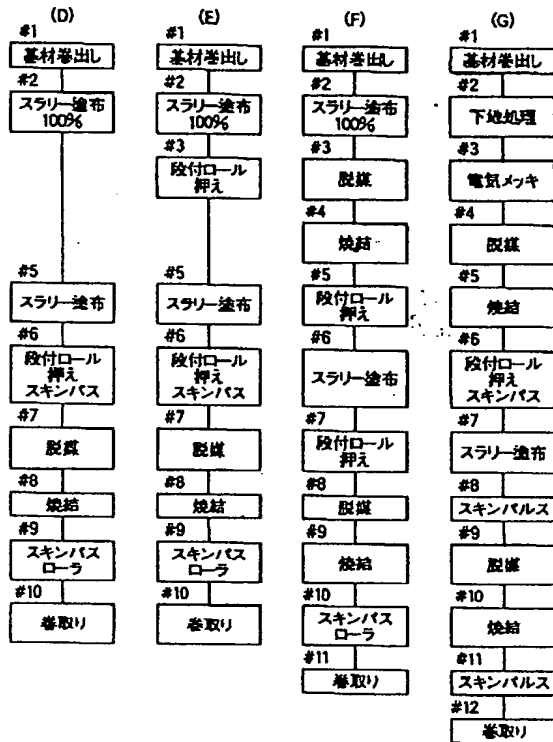 (D)
#1
基材巻出し
#2
スラリー塗布
100%
#5
スラリー塗布
#6
段付ロール
押え
スキンパス
#7
脱媒
#8
焼結
#9
スキンパス
ローラ
#10
巻取り
(E)
#1
基材巻出し
#2
スラリー塗布
100%
#3
段付ロール
押え
#5
スラリー塗布
#6
段付ロール
押え
スキンパス
#7
脱媒
#8
焼結
#9
スキンパス
ローラ
#10
巻取り
(F)
#1
基材巻出し
#2
スラリー塗布
100%
#3
脱媒
#4
焼結
#5
段付ロール
押え
#6
スラリー塗布
#7
段付ロール
押え
#8
脱媒
#9
焼結
#10
スキンパス
ローラ
#11
巻取り
(G)
#1
基材巻出し
#2
下地処理
#3
電気メッキ
#4
脱媒
#5
焼結
#6
段付ロール
押え
スキンパス
#7
スラリー塗布
#8
スキンパルス
#9
脱媒
#10
焼結
#11
スキンパルス
#12
巻取り